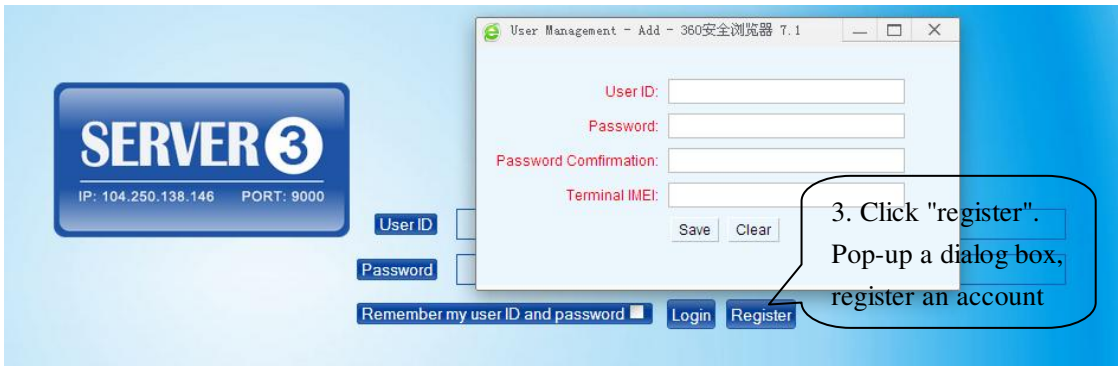 User Management - Add - 360安全浏览器 7.1
User ID:
Password:
Password Comfirmation:
Terminal IMEI:
Save Clear
SERVER 3
IP: 104.250.138.146 PORT: 9000
User ID
Password
Remember my user ID and password
Login Register
3. Click "register".
Pop-up a dialog box,
register an account